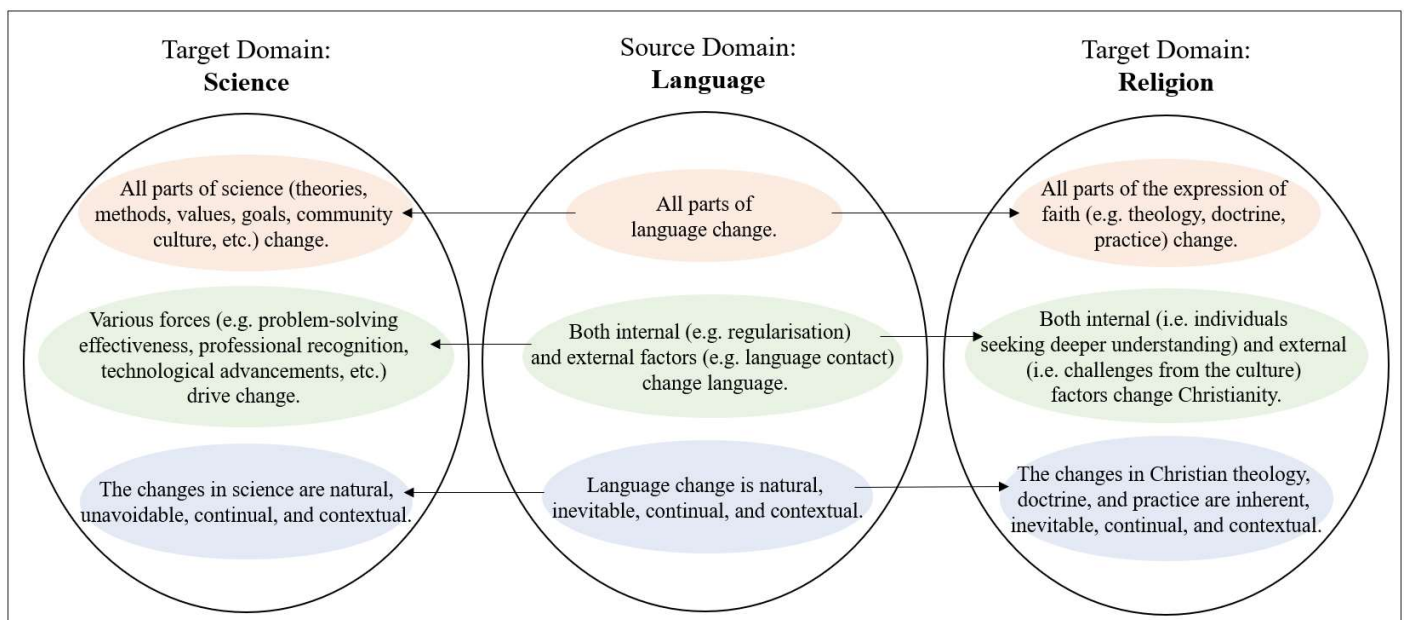 Target Domain:
Science
All parts of science (theories,
methods, values, goals, community
culture, etc.) change.
Various forces (e.g. problem-solving
effectiveness, professional recognition,
technological advancements, etc.)
drive change.
The changes in science are natural,
unavoidable, continual, and contextual.
Source Domain:
Language
All parts of
language change.
Both internal (e.g. regularisation)
and external factors (e.g. language contact)
change language.
Language change is natural,
inevitable, continual, and contextual.
Target Domain:
Religion
All parts of the expression of
faith (e.g. theology, doctrine,
practice) change.
Both internal (i.e. individuals
seeking deeper understanding) and external
(i.e. challenges from the culture)
factors change Christianity.
The changes in Christian theology,
doctrine, and practice are inherent,
inevitable, continual, and contextual.